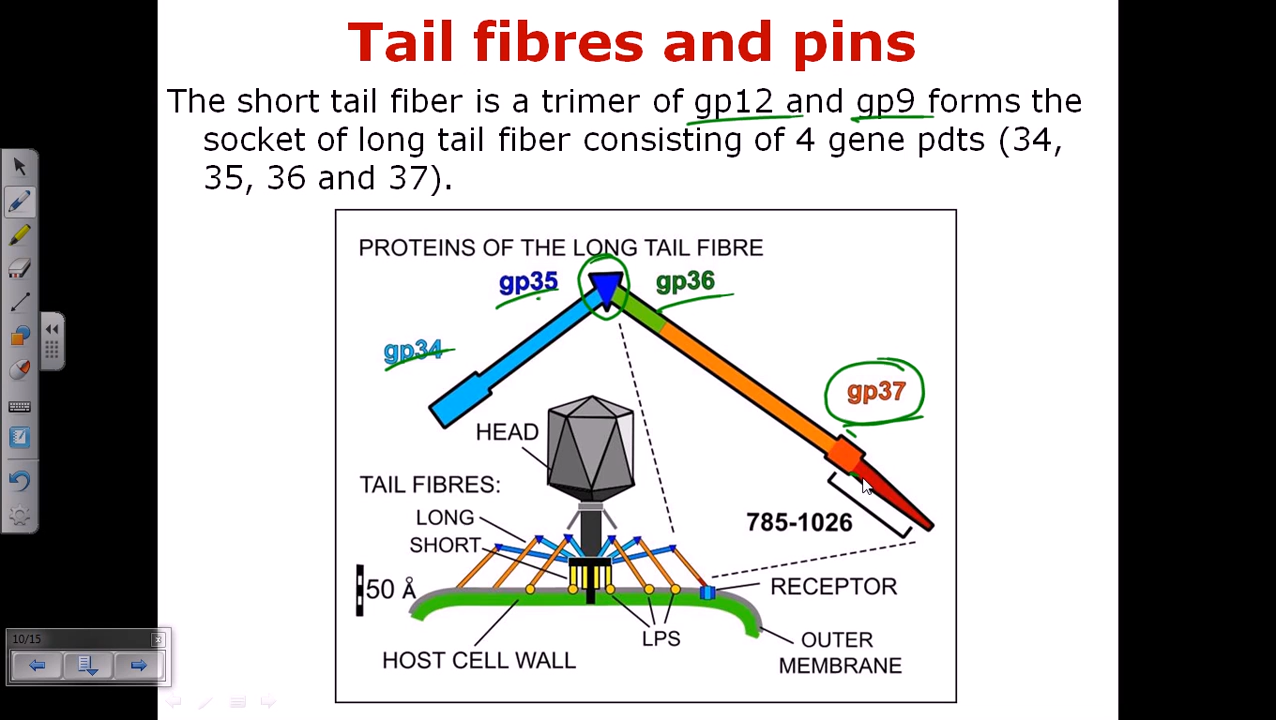 Tail fibres and pins
The short tail fiber is a trimer of gp12 and gp9 forms the
socket of long tail fiber consisting of 4 gene pdts (34,
35, 36 and 37).
PROTEINS OF THE LONG TAIL FIBRE
gp35
gp36
gp34
gp37
HEAD
TAIL FIBRES:
LONG
SHORT
785-1026
50 Å
RECEPTOR
LPS
OUTER
MEMBRANE
HOST CELL WALL
10/15